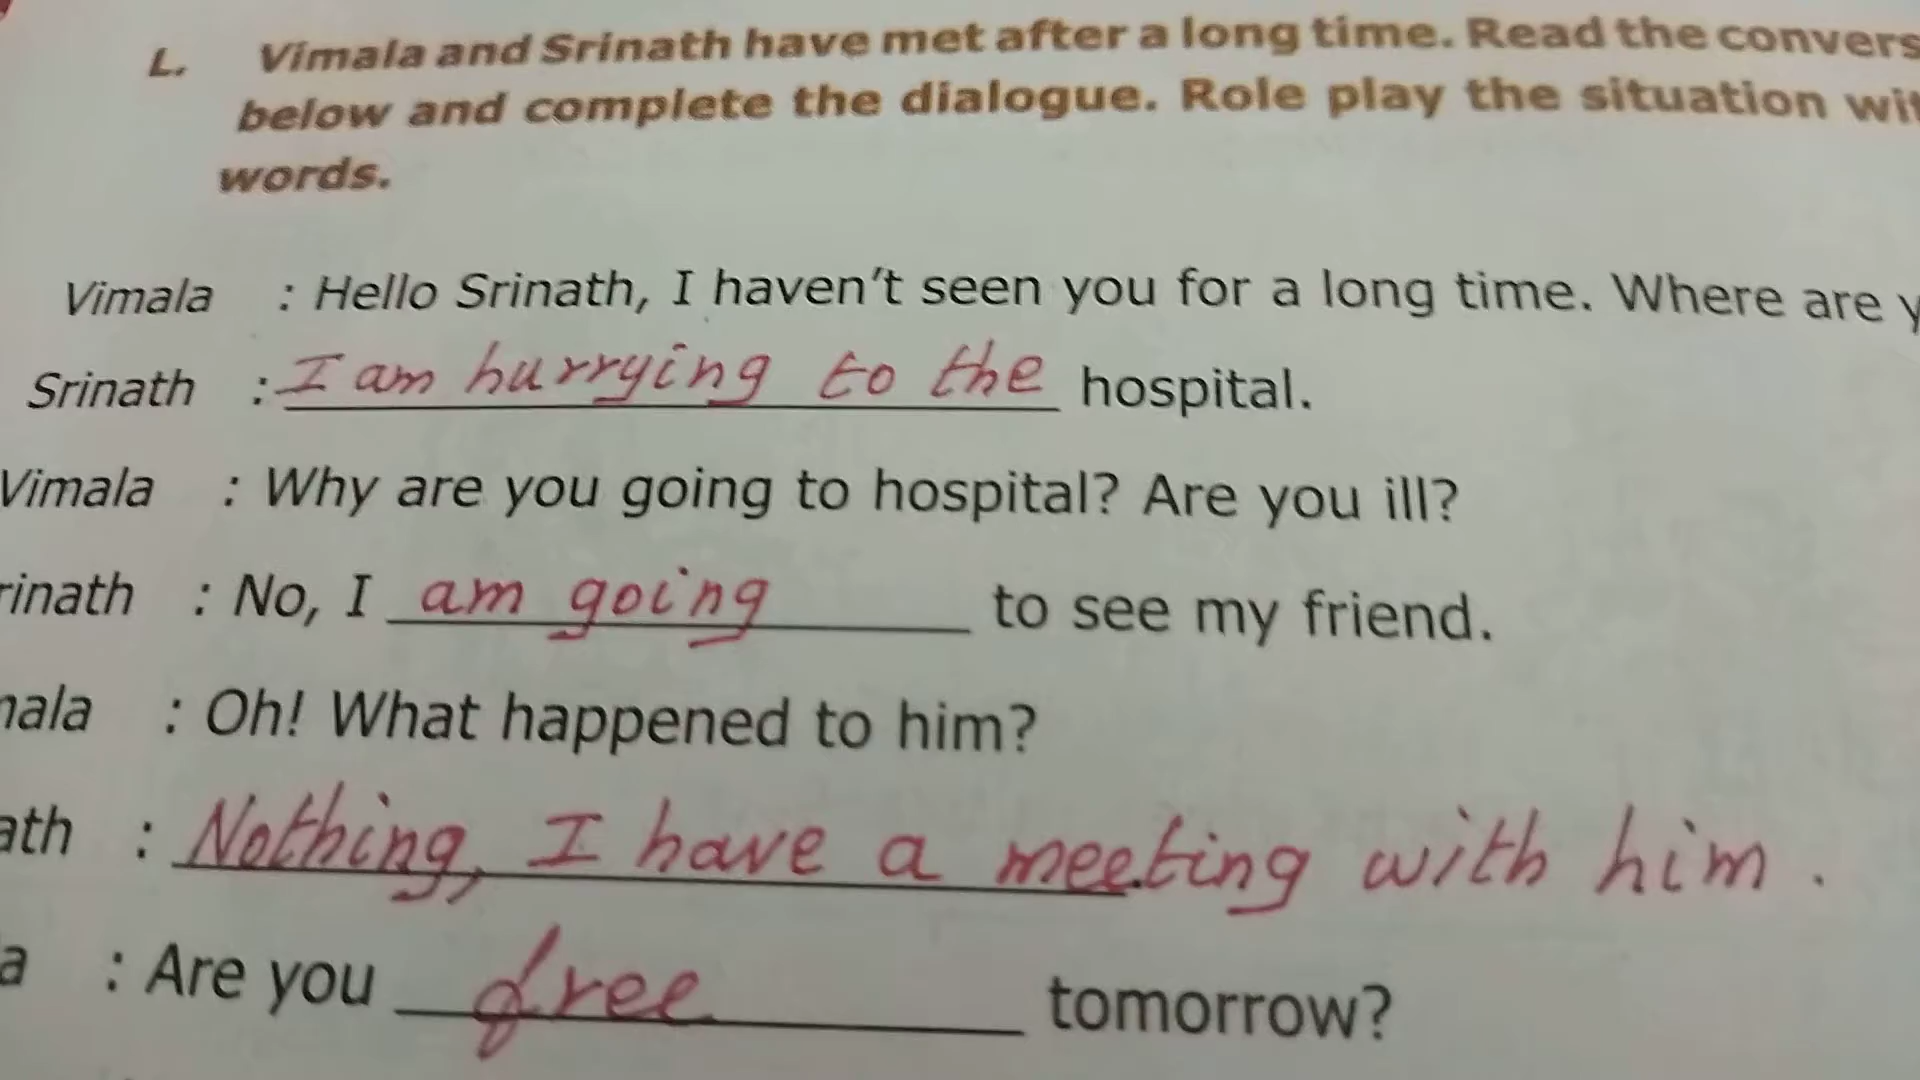 L. Vimala and Srinath have met after a long time. Read the convers
below and complete the dialogue. Role play the situation wit
words.
Vimala : Hello Srinath, I haven't seen you for a long time. Where are y
Srinath : I am hurrying to the hospital.
Vimala : Why are you going to hospital? Are you ill?
rinath : No, I am going to see my friend.
mala : Oh! What happened to him?
ath : Nothing, I have a meeting with him.
a : Are you free tomorrow?